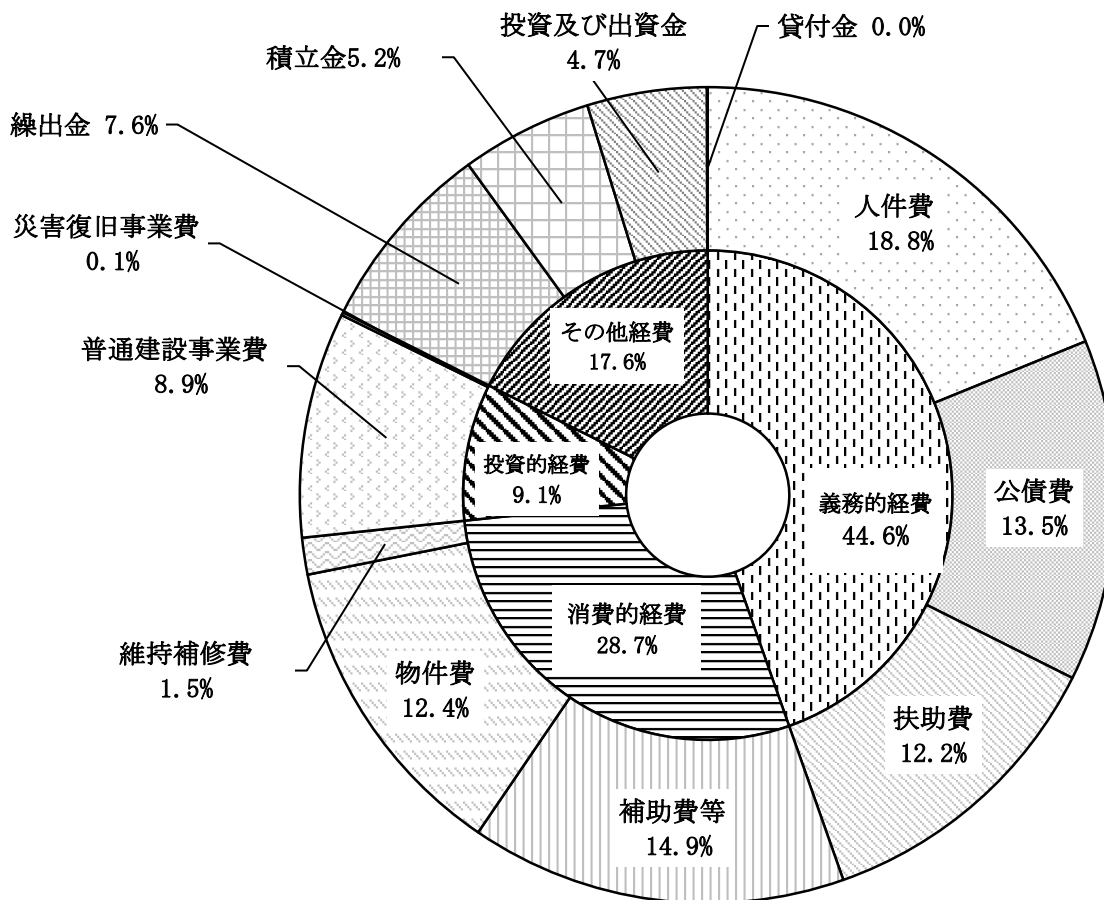 投資及び出資金
4.7%
貸付金 0.0%
積立金5.2%
繰出金 7.6%
災害復旧事業費
0.1%
普通建設事業費
8.9%
維持補修費
1.5%
人件費
18.8%
公債費
13.5%
扶助費
12.2%
補助費等
14.9%
物件費
12.4%
その他経費
17.6%
投資的経費
9.1%
義務的経費
44.6%
消費的経費
28.7%